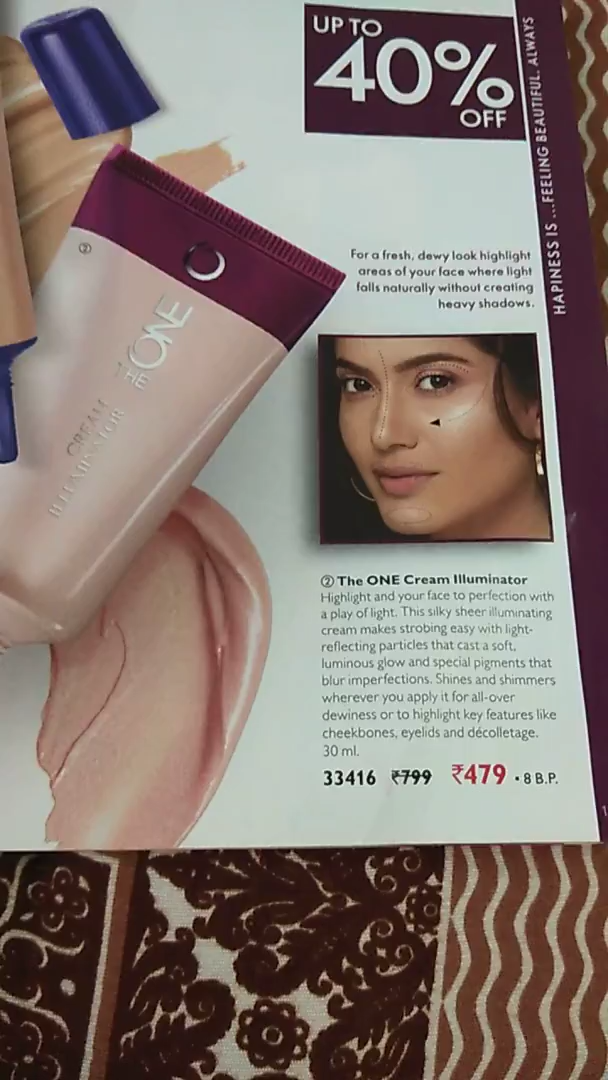 UP TO
40%
OFF
HAPINESS IS ...FEELING BEAUTIFUL. ALWAYS
For a fresh, dewy look highlight
areas of your face where light
falls naturally without creating
heavy shadows.
②
THE ONE
CREAM
ILLUMINATOR
② The ONE Cream Illuminator
Highlight and your face to perfection with
a play of light. This silky sheer illuminating
cream makes strobing easy with light-
reflecting particles that cast a soft,
luminous glow and special pigments that
blur imperfections. Shines and shimmers
wherever you apply it for all-over
dewiness or to highlight key features like
cheekbones, eyelids and décolletage.
30 ml.
33416 ₹799 ₹479 • 8 B.P.